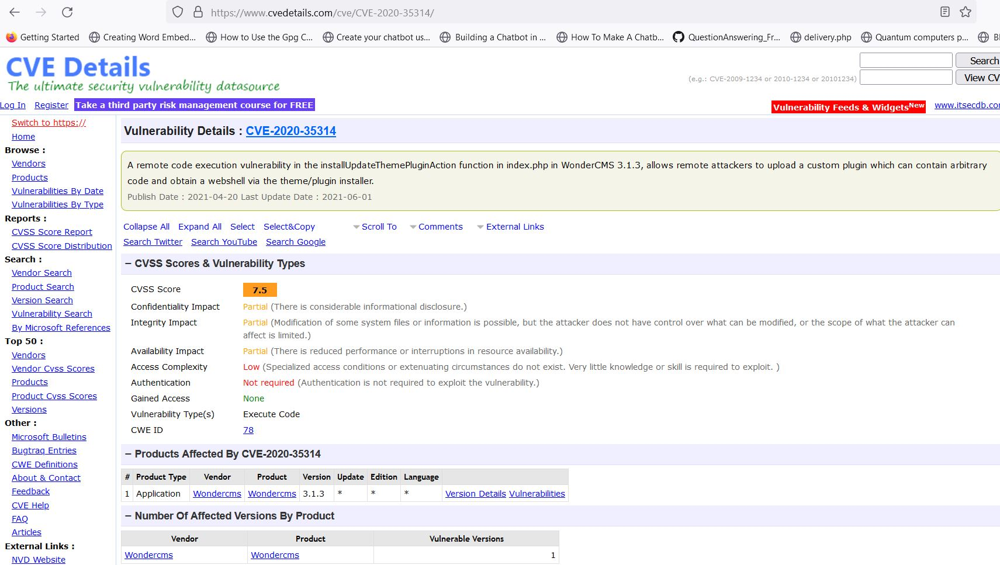 https://www.cvedetails.com/cve/CVE-2020-35314/
Getting Started Creating Word Embed... How to Use the Gpg C... Create your chatbot us... Building a Chatbot in ... How To Make A Chatb... QuestionAnswering_Fr... delivery.php Quantum computers p...
CVE Details
The ultimate security vulnerability datasource
Search
(e.g.: CVE-2009-1234 or 2010-1234 or 20101234)
View CV
Log In Register Take a third party risk management course for FREE
Vulnerability Feeds & WidgetsNew www.itsecdb.co
Switch to https://
Home
Browse :
Vendors
Products
Vulnerabilities By Date
Vulnerabilities By Type
Reports :
CVSS Score Report
CVSS Score Distribution
Search :
Vendor Search
Product Search
Version Search
Vulnerability Search
By Microsoft References
Top 50 :
Vendors
Vendor Cvss Scores
Products
Product Cvss Scores
Versions
Other :
Microsoft Bulletins
Bugtraq Entries
CWE Definitions
About & Contact
Feedback
CVE Help
FAQ
Articles
External Links :
NVD Website
Vulnerability Details : CVE-2020-35314
A remote code execution vulnerability in the installUpdateThemePluginAction function in index.php in WonderCMS 3.1.3, allows remote attackers to upload a custom plugin which can contain arbitrary
code and obtain a webshell via the theme/plugin installer.
Publish Date : 2021-04-20 Last Update Date : 2021-06-01
Collapse All Expand All Select Select&Copy Scroll To Comments External Links
Search Twitter Search YouTube Search Google
– CVSS Scores & Vulnerability Types
CVSS Score 7.5
Confidentiality Impact Partial (There is considerable informational disclosure.)
Integrity Impact Partial (Modification of some system files or information is possible, but the attacker does not have control over what can be modified, or the scope of what the attacker can
affect is limited.)
Availability Impact Partial (There is reduced performance or interruptions in resource availability.)
Access Complexity Low (Specialized access conditions or extenuating circumstances do not exist. Very little knowledge or skill is required to exploit. )
Authentication Not required (Authentication is not required to exploit the vulnerability.)
Gained Access None
Vulnerability Type(s) Execute Code
CWE ID 78
– Products Affected By CVE-2020-35314
# Product Type Vendor Product Version Update Edition Language
1 Application Wondercms Wondercms 3.1.3 * * * Version Details Vulnerabilities
– Number Of Affected Versions By Product
Vendor Product Vulnerable Versions
Wondercms Wondercms 1